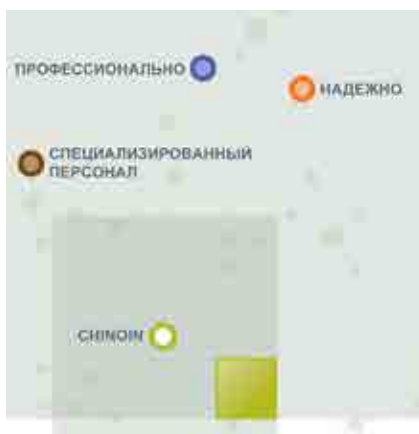 ПРОФЕССИОНАЛЬНО
НАДЕЖНО
СПЕЦИАЛИЗИРОВАННЫЙ
ПЕРСОНАЛ
CHINOIN